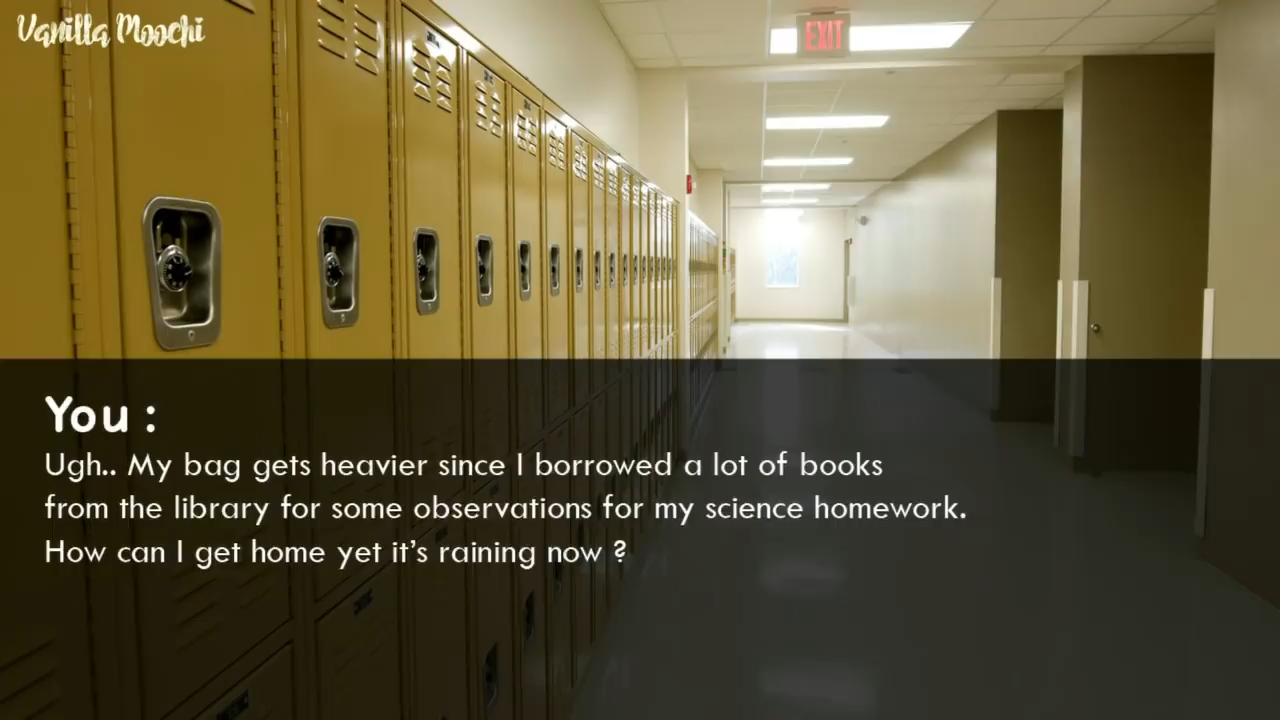 Vanilla Moochi
EXIT
You :
Ugh.. My bag gets heavier since I borrowed a lot of books
from the library for some observations for my science homework.
How can I get home yet it's raining now ?